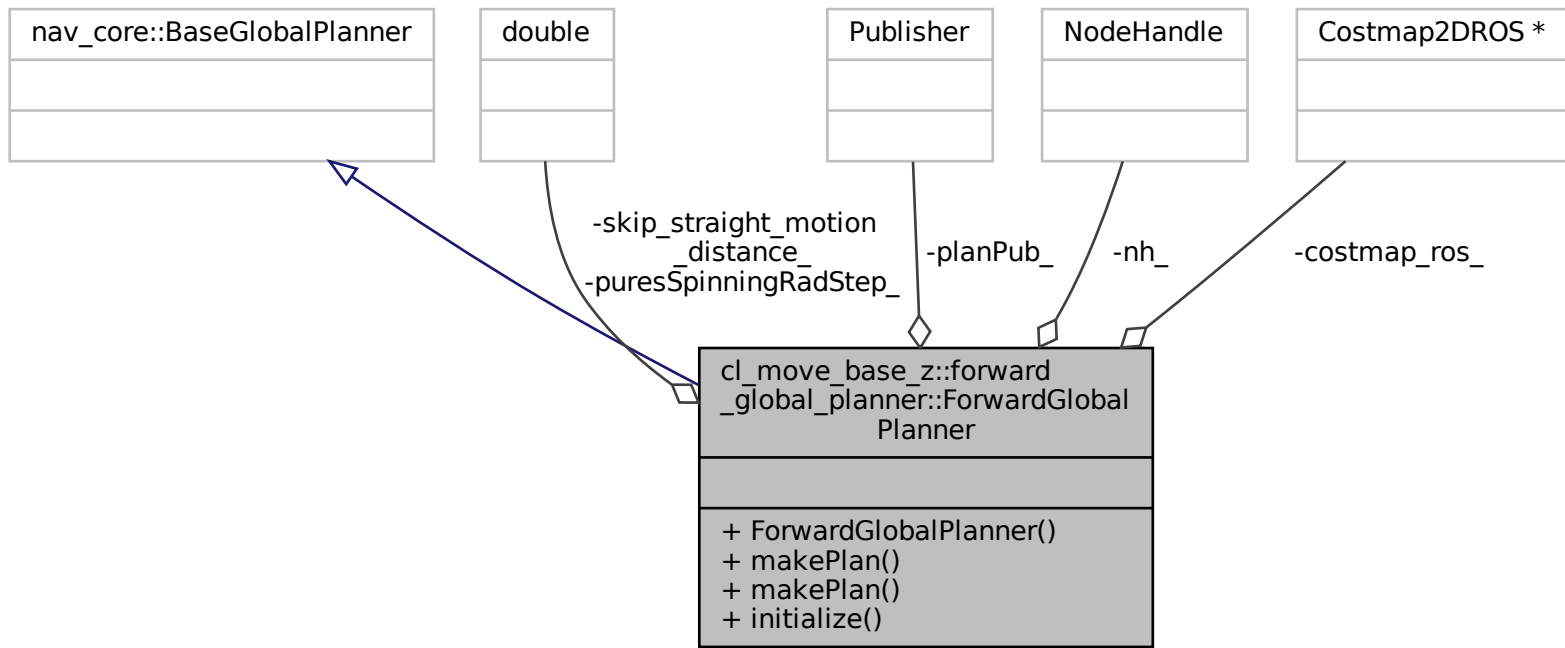 nav_core::BaseGlobalPlanner
double
Publisher
NodeHandle
Costmap2DROS *
-skip_straight_motion
_distance_
-puresSpinningRadStep_
-planPub_
-nh_
-costmap_ros_
cl_move_base_z::forward
_global_planner::ForwardGlobal
Planner
+ ForwardGlobalPlanner()
+ makePlan()
+ makePlan()
+ initialize()